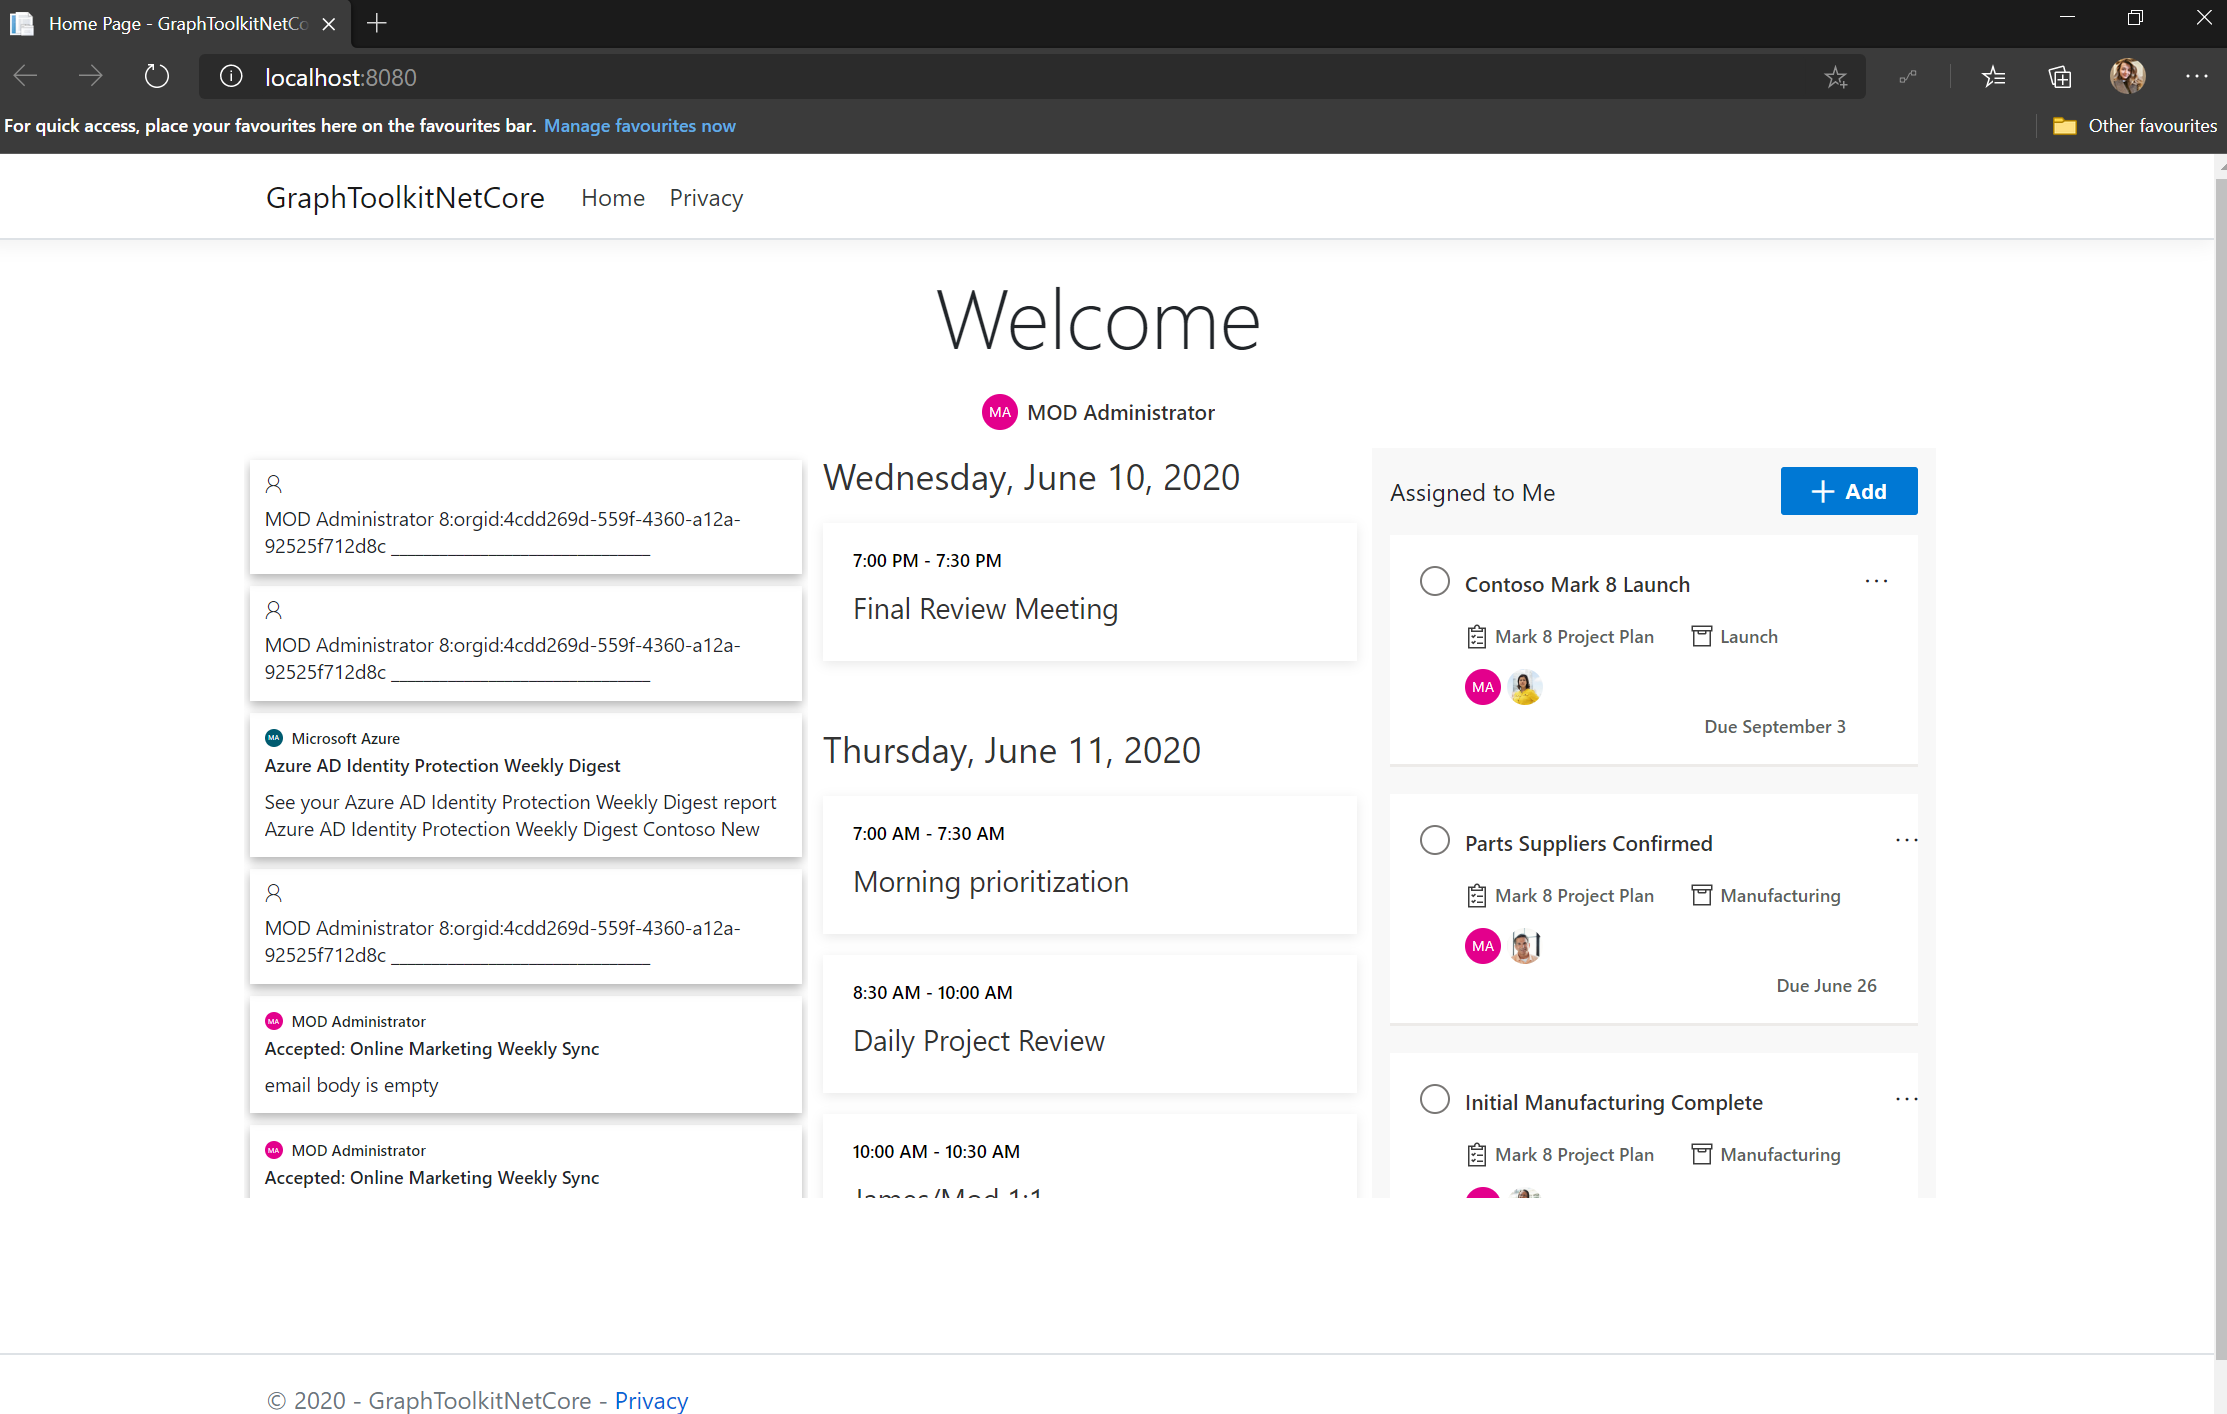 Home Page - GraphToolkitNetCo
localhost:8080
For quick access, place your favourites here on the favourites bar. Manage favourites now
Other favourites
GraphToolkitNetCore Home Privacy
Welcome
MA MOD Administrator
MOD Administrator 8:orgid:4cdd269d-559f-4360-a12a-
92525f712d8c ________________________________
MOD Administrator 8:orgid:4cdd269d-559f-4360-a12a-
92525f712d8c ________________________________
MA Microsoft Azure
Azure AD Identity Protection Weekly Digest
See your Azure AD Identity Protection Weekly Digest report
Azure AD Identity Protection Weekly Digest Contoso New
MOD Administrator 8:orgid:4cdd269d-559f-4360-a12a-
92525f712d8c ________________________________
MA MOD Administrator
Accepted: Online Marketing Weekly Sync
email body is empty
MA MOD Administrator
Accepted: Online Marketing Weekly Sync
Wednesday, June 10, 2020
7:00 PM - 7:30 PM
Final Review Meeting
Thursday, June 11, 2020
7:00 AM - 7:30 AM
Morning prioritization
8:30 AM - 10:00 AM
Daily Project Review
10:00 AM - 10:30 AM
James/Mod 1:1
Assigned to Me
+ Add
Contoso Mark 8 Launch ...
Mark 8 Project Plan Launch
MA
Due September 3
Parts Suppliers Confirmed ...
Mark 8 Project Plan Manufacturing
MA
Due June 26
Initial Manufacturing Complete ...
Mark 8 Project Plan Manufacturing
© 2020 - GraphToolkitNetCore - Privacy